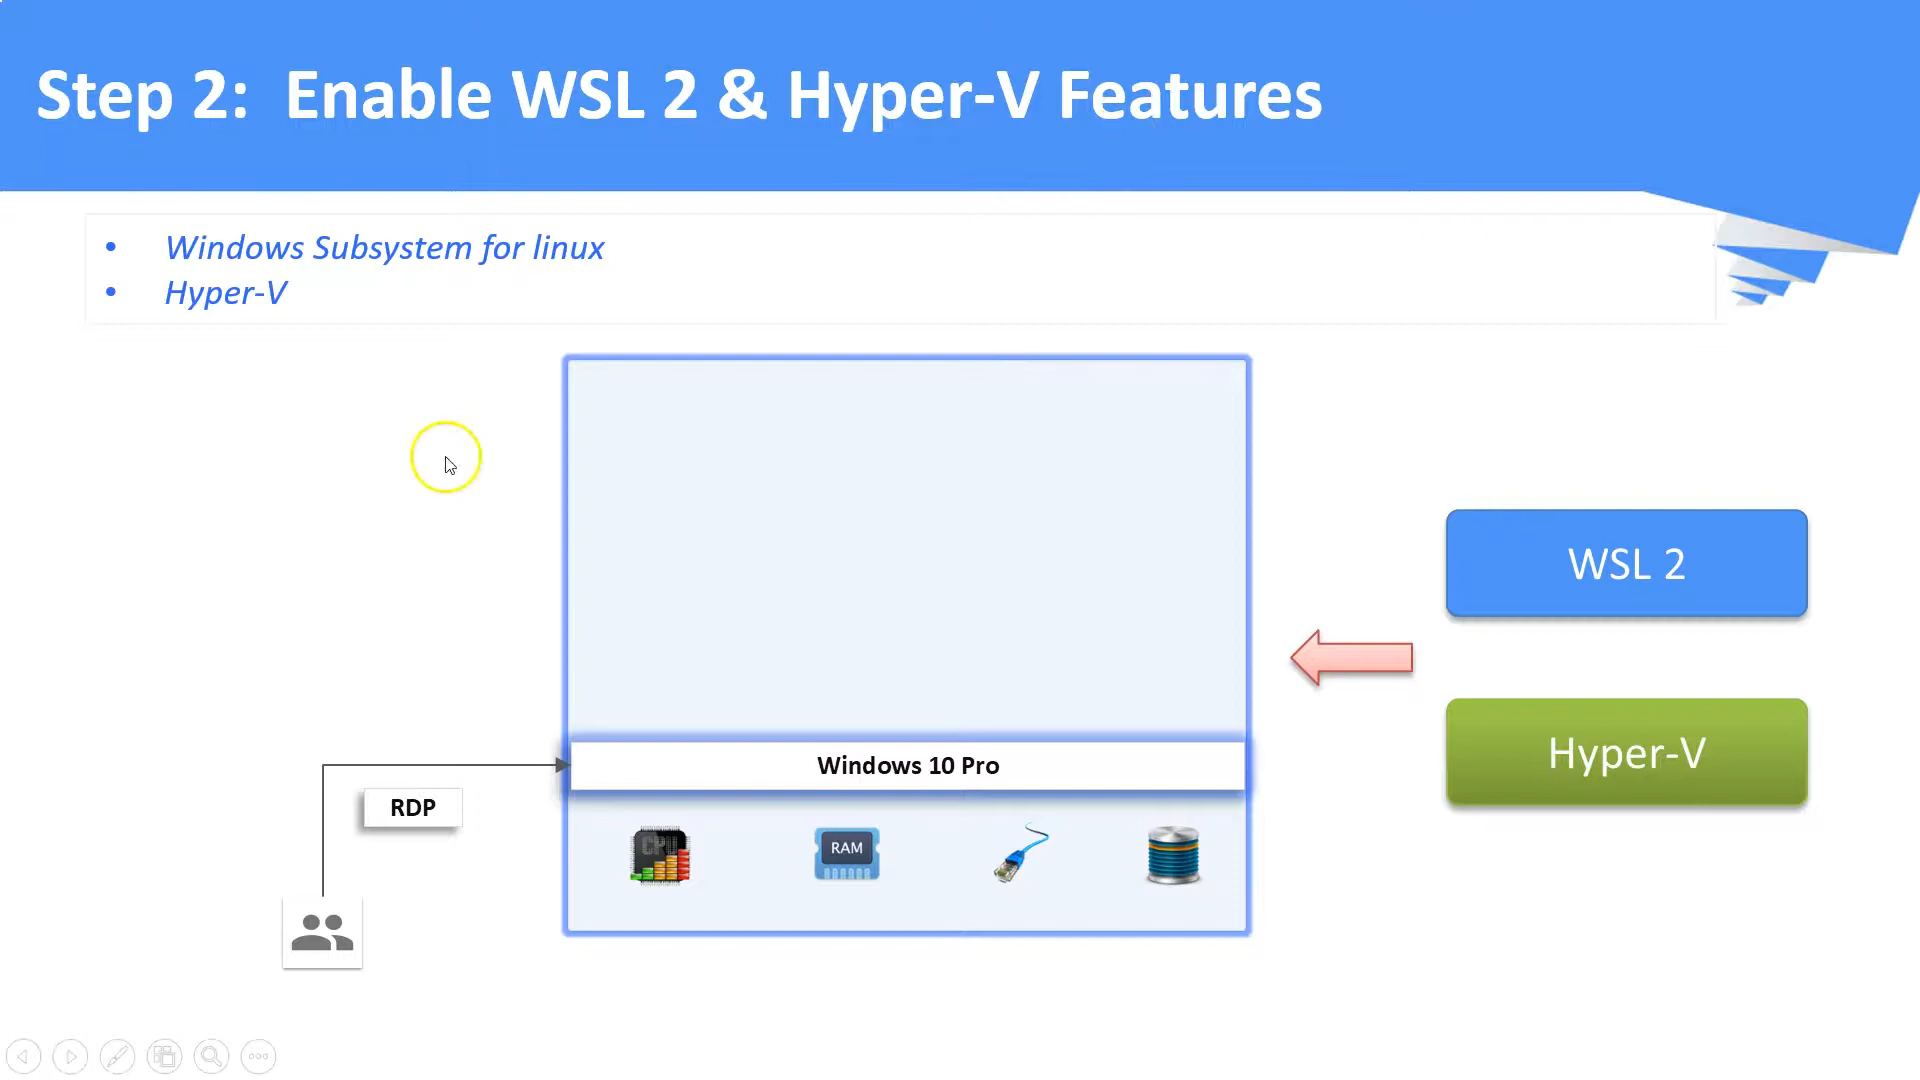 Step 2:  Enable WSL 2 & Hyper-V Features
• Windows Subsystem for linux
• Hyper-V
WSL 2
Hyper-V
Windows 10 Pro
RDP
CPU
RAM